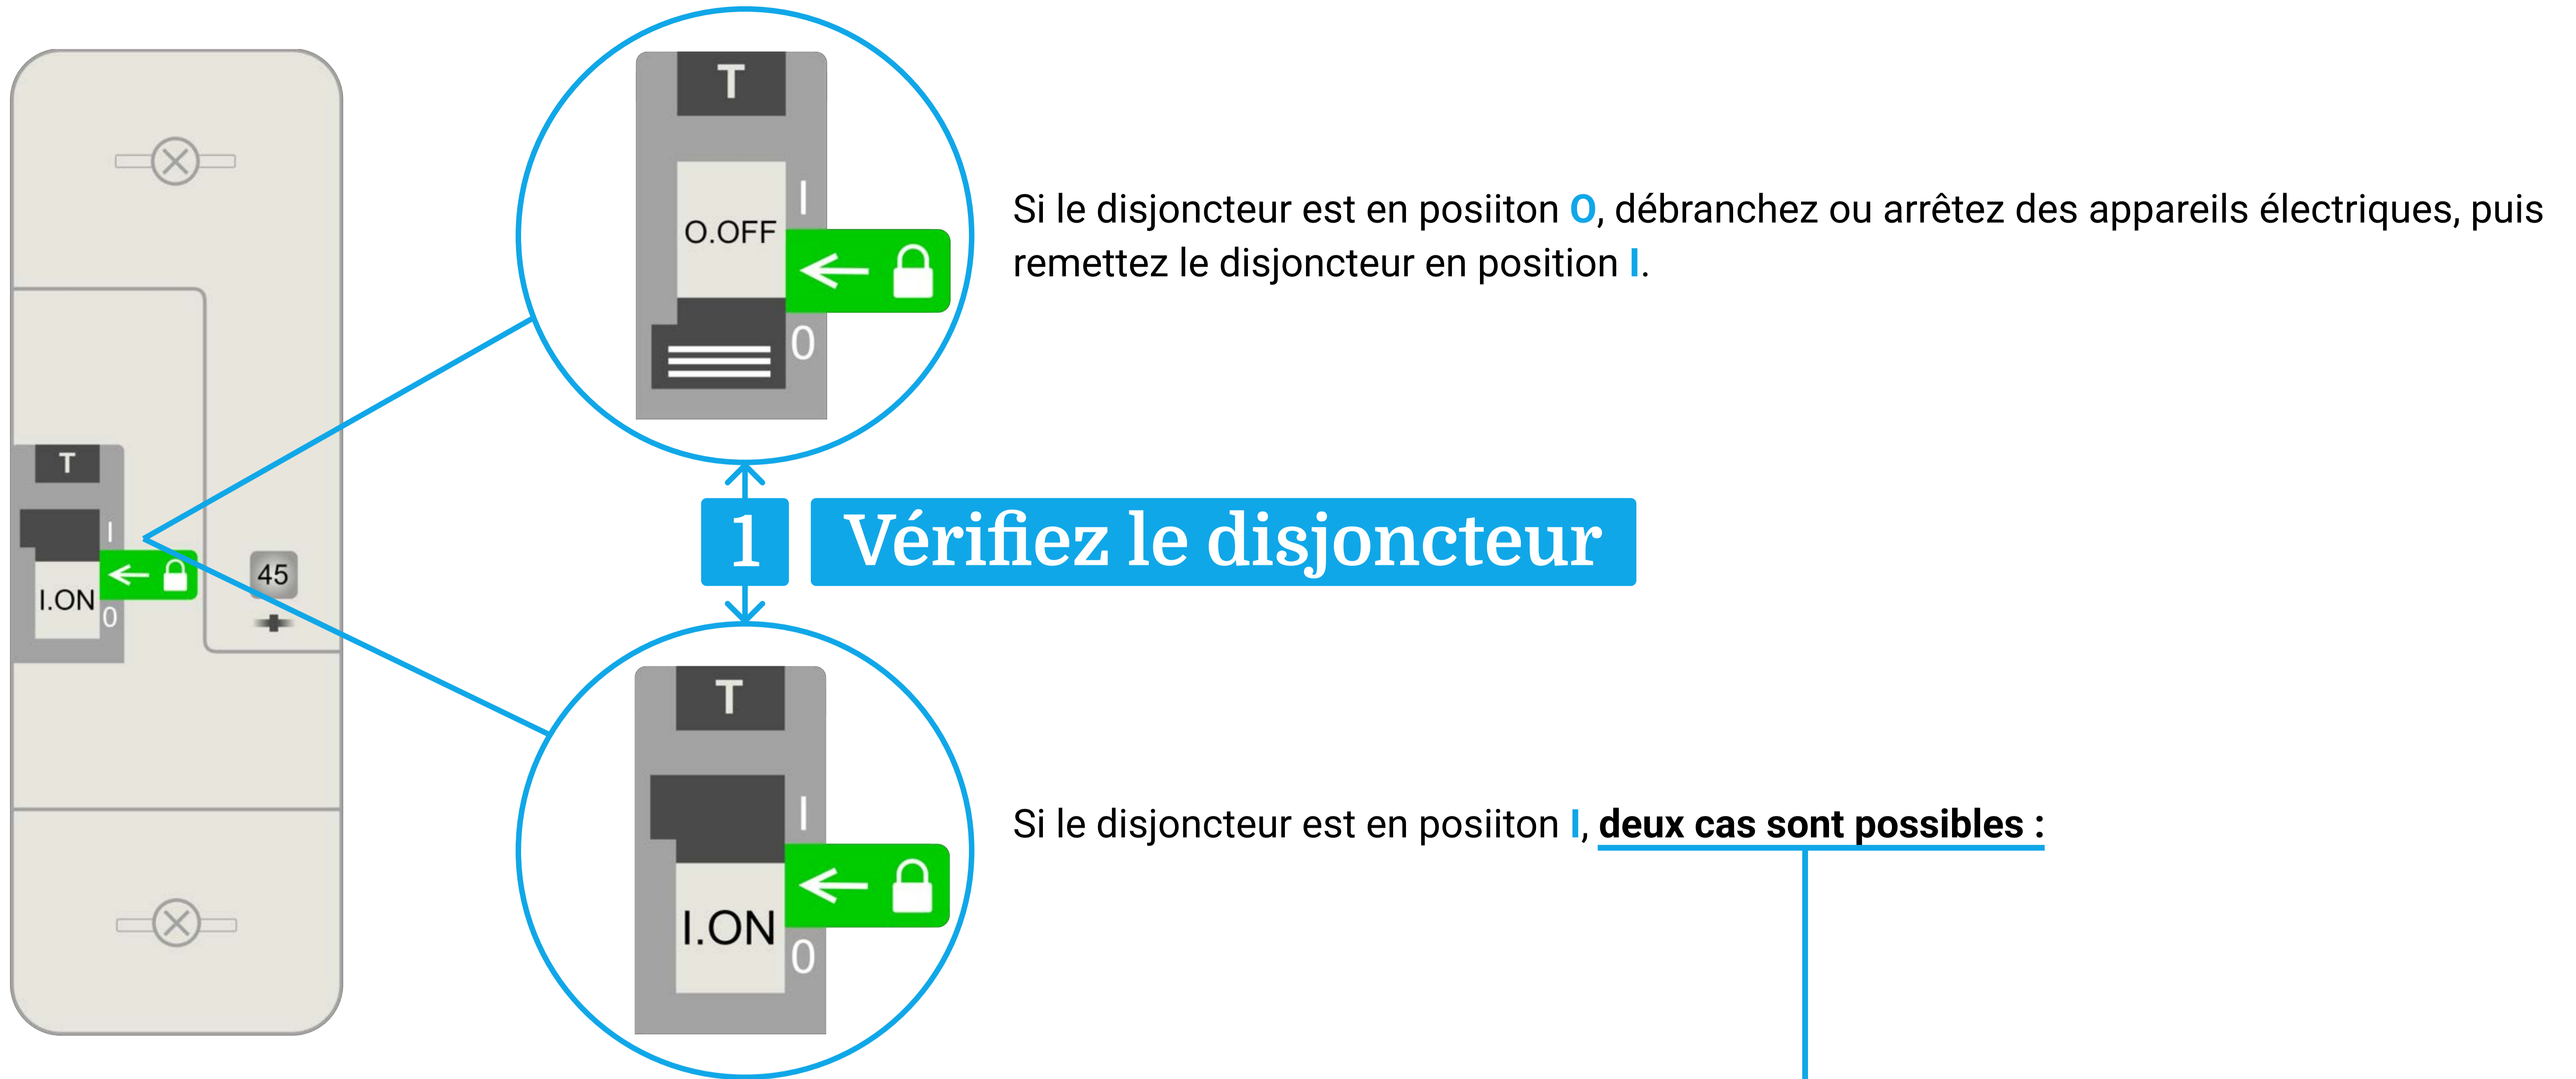 T
I
O.OFF
0
Si le disjoncteur est en posiiton O, débranchez ou arrêtez des appareils électriques, puis
remettez le disjoncteur en position I.
T
I
I.ON
0
45
1 Vérifiez le disjoncteur
T
I
I.ON
0
Si le disjoncteur est en posiiton I, deux cas sont possibles :